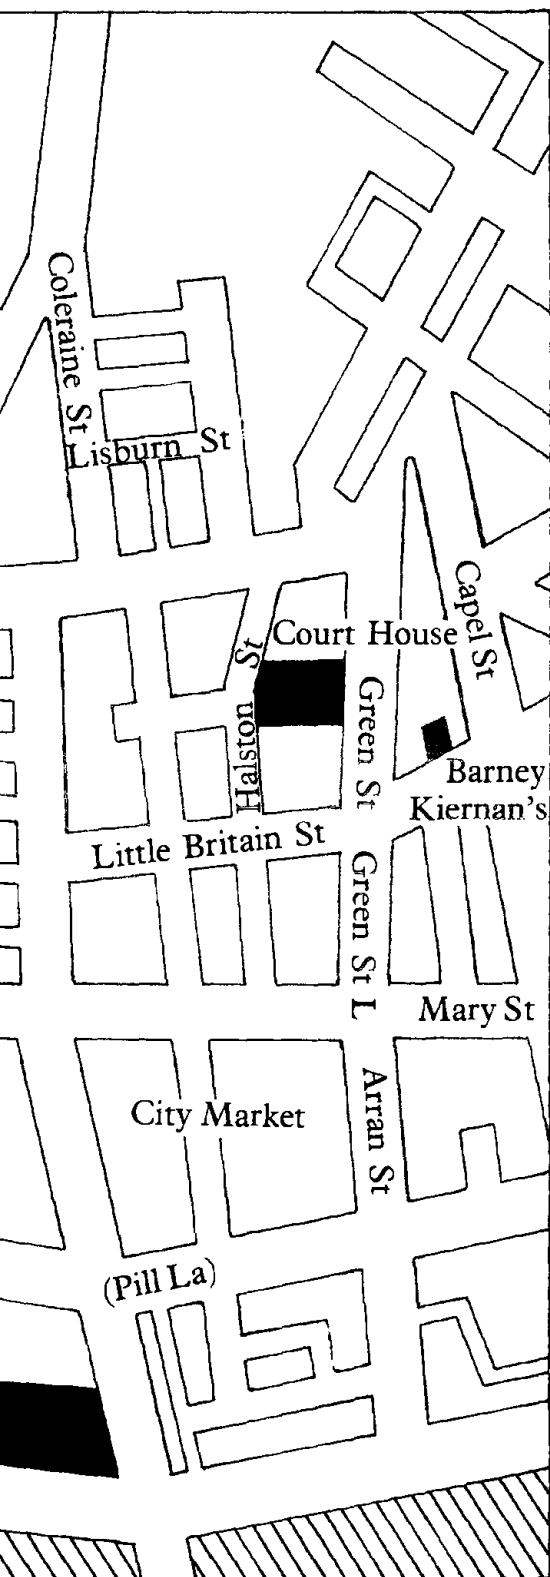 Coleraine St
Lisburn St
Court House
Capel St
Halston St
Green St
Barney
Kiernan's
Little Britain St
Green St L
Mary St
Arran St
City Market
(Pill La)